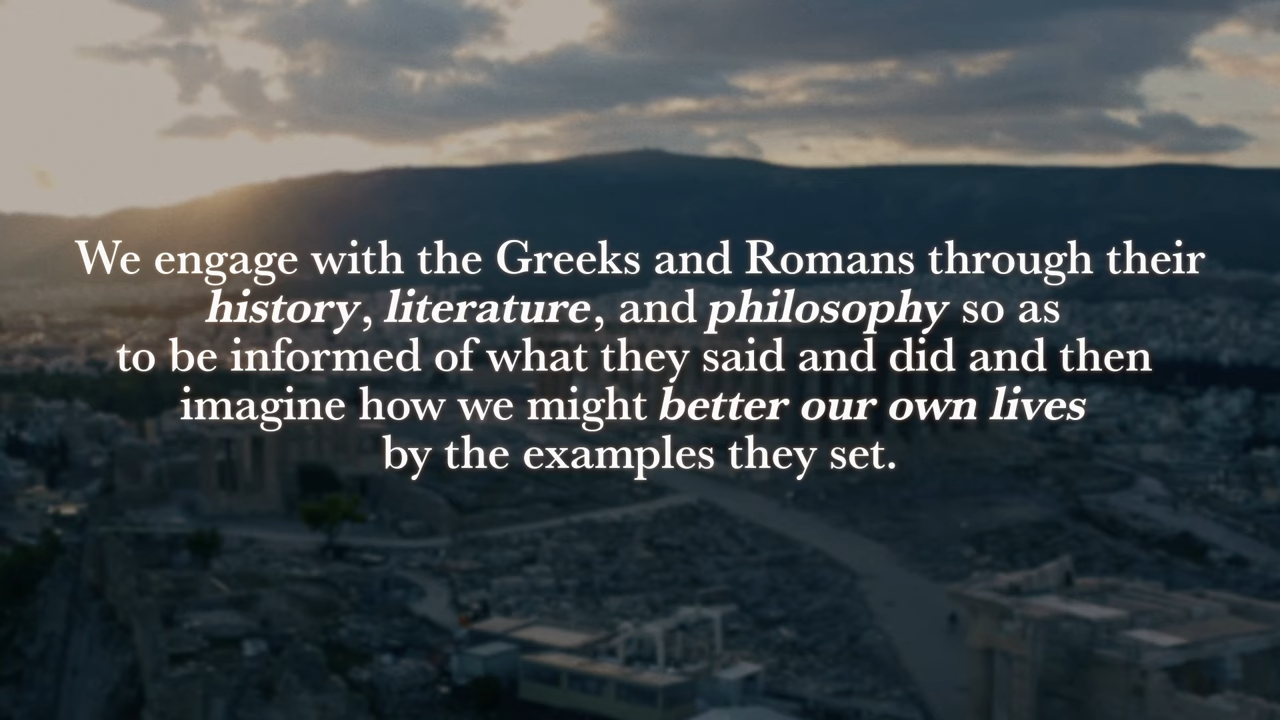 We engage with the Greeks and Romans through their
history, literature, and philosophy so as
to be informed of what they said and did and then
imagine how we might better our own lives
by the examples they set.